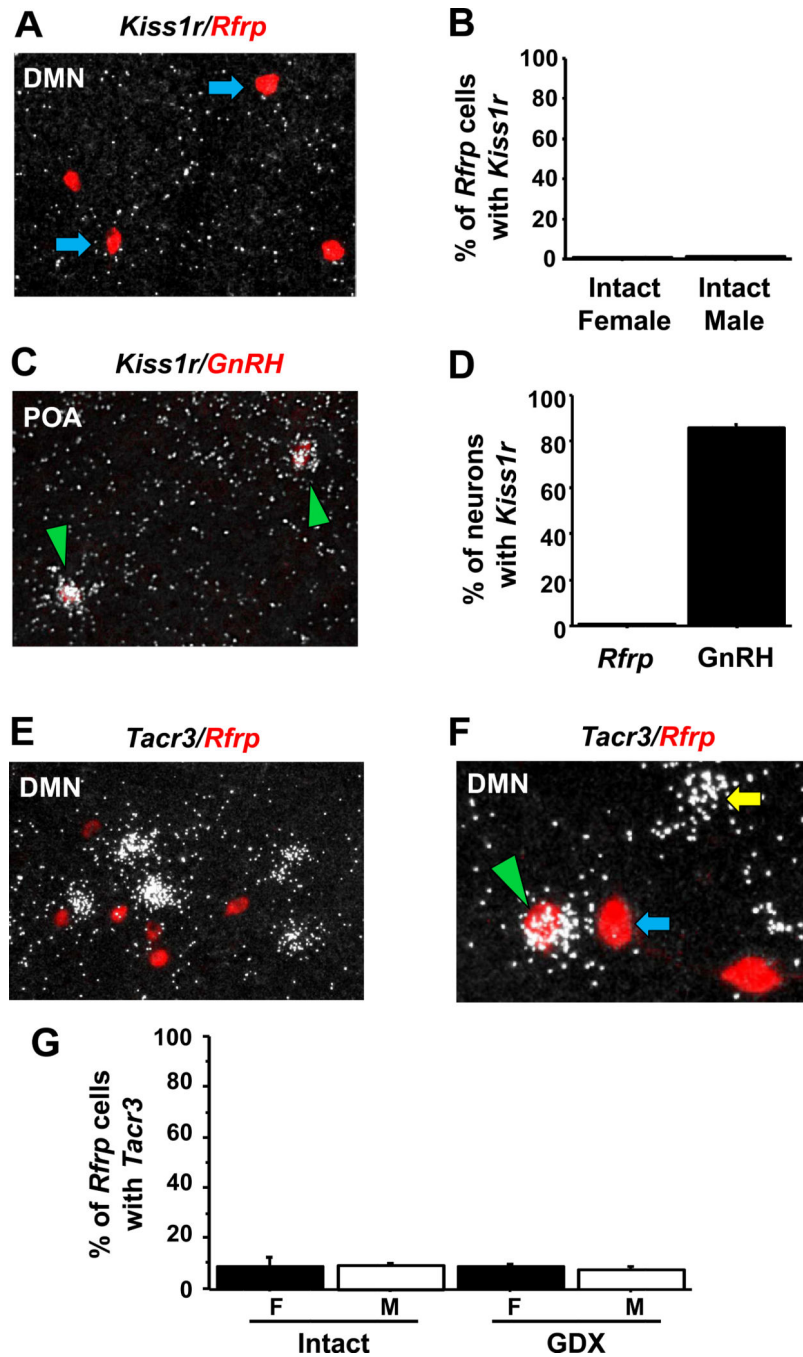 A
Kiss1r/Rfrp
DMN
B
% of Rfrp cells
with Kiss1r
100
80
60
40
20
0
Intact
Female
Intact
Male
C
Kiss1r/GnRH
POA
D
% of neurons
with Kiss1r
100
80
60
40
20
0
Rfrp
GnRH
E
Tacr3/Rfrp
DMN
F
Tacr3/Rfrp
DMN
G
% of Rfrp cells
with Tacr3
100
80
60
40
20
0
F
M
F
M
Intact
GDX